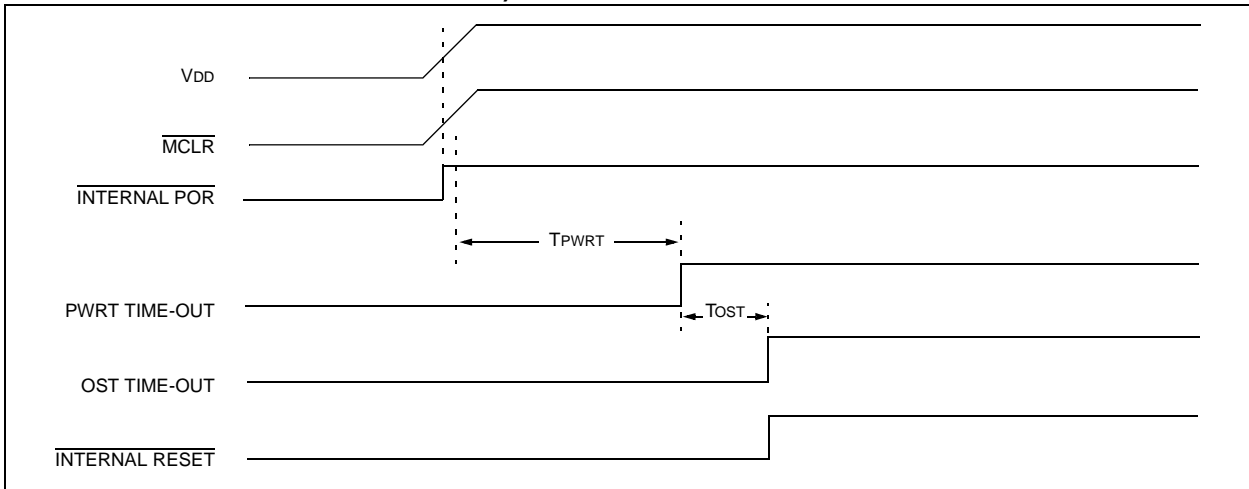 VDD
MCLR
INTERNAL POR
TPWRT
PWRT TIME-OUT
TOST
OST TIME-OUT
INTERNAL RESET